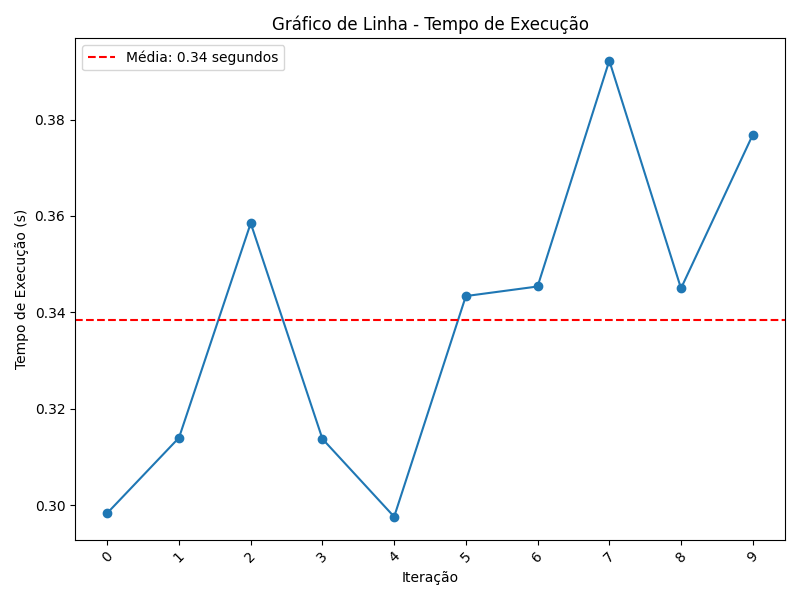 Gráfico de Linha - Tempo de Execução
Média: 0.34 segundos
Tempo de Execução (s)
0.38
0.36
0.34
0.32
0.30
0 1 2 3 4 5 6 7 8 9
Iteração